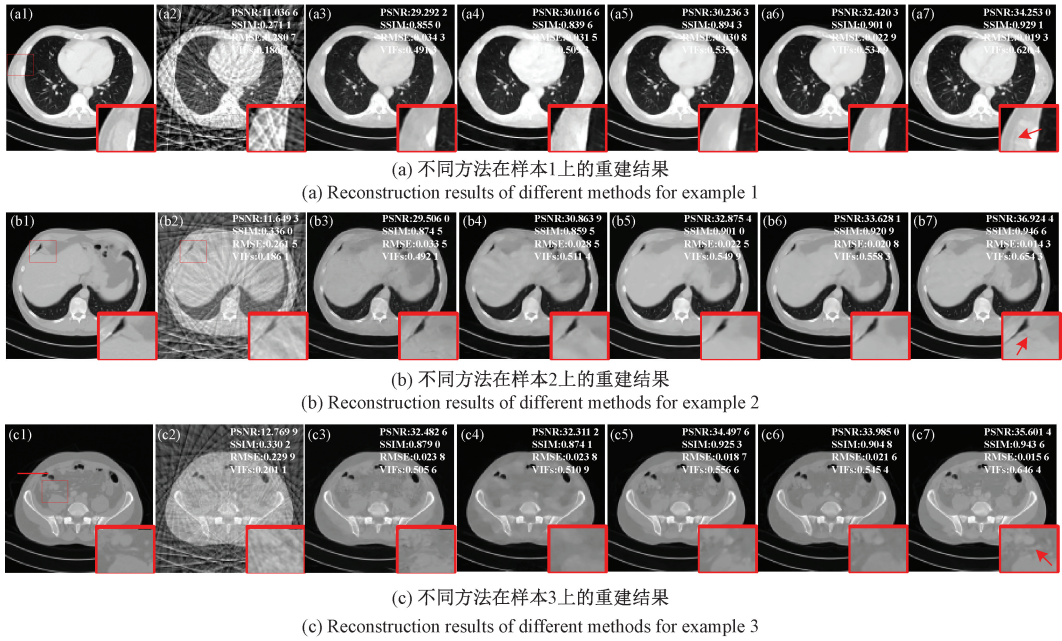 (a1)
(a2)
PSNR:11.036 6
SSIM:0.271 1
RMSE:0.280 7
VIFs:0.186 7
(a3)
PSNR:29.292 2
SSIM:0.855 0
RMSE:0.034 3
VIFs:0.491 3
(a4)
PSNR:30.016 6
SSIM:0.839 6
RMSE:0.031 5
VIFs:0.505 3
(a5)
PSNR:30.236 3
SSIM:0.894 3
RMSE:0.030 8
VIFs:0.535 3
(a6)
PSNR:32.420 3
SSIM:0.901 0
RMSE:0.022 9
VIFs:0.534 9
(a7)
PSNR:34.253 0
SSIM:0.929 1
RMSE:0.019 3
VIFs:0.620 4
(a) 不同方法在样本1上的重建结果
(a) Reconstruction results of different methods for example 1
(b1)
(b2)
PSNR:11.649 3
SSIM:0.336 0
RMSE:0.261 5
VIFs:0.186 1
(b3)
PSNR:29.506 0
SSIM:0.874 5
RMSE:0.033 5
VIFs:0.492 1
(b4)
PSNR:30.863 9
SSIM:0.859 5
RMSE:0.028 5
VIFs:0.511 4
(b5)
PSNR:32.875 4
SSIM:0.901 0
RMSE:0.022 5
VIFs:0.549 9
(b6)
PSNR:33.628 1
SSIM:0.920 9
RMSE:0.020 8
VIFs:0.558 3
(b7)
PSNR:36.924 4
SSIM:0.946 6
RMSE:0.014 3
VIFs:0.654 3
(b) 不同方法在样本2上的重建结果
(b) Reconstruction results of different methods for example 2
(c1)
(c2)
PSNR:12.769 9
SSIM:0.330 2
RMSE:0.229 9
VIFs:0.201 1
(c3)
PSNR:32.482 6
SSIM:0.879 0
RMSE:0.023 8
VIFs:0.505 6
(c4)
PSNR:32.311 2
SSIM:0.874 1
RMSE:0.023 8
VIFs:0.510 9
(c5)
PSNR:34.497 6
SSIM:0.925 3
RMSE:0.018 7
VIFs:0.556 6
(c6)
PSNR:33.985 0
SSIM:0.904 8
RMSE:0.021 6
VIFs:0.545 4
(c7)
PSNR:35.601 4
SSIM:0.943 6
RMSE:0.015 6
VIFs:0.646 4
(c) 不同方法在样本3上的重建结果
(c) Reconstruction results of different methods for example 3